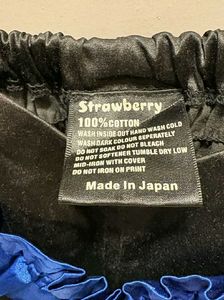 Strawberry
100%COTTON
WASH INSIDE OUT HAND WASH COLD
WASH DARK COLOUR SEPERATELY
DO NOT SOAK DO NOT BLEACH
DO NOT SOFTENER TUMBLE DRY LOW
MID-IRON WITH COVER
DO NOT IRON ON PRINT
Made In Japan